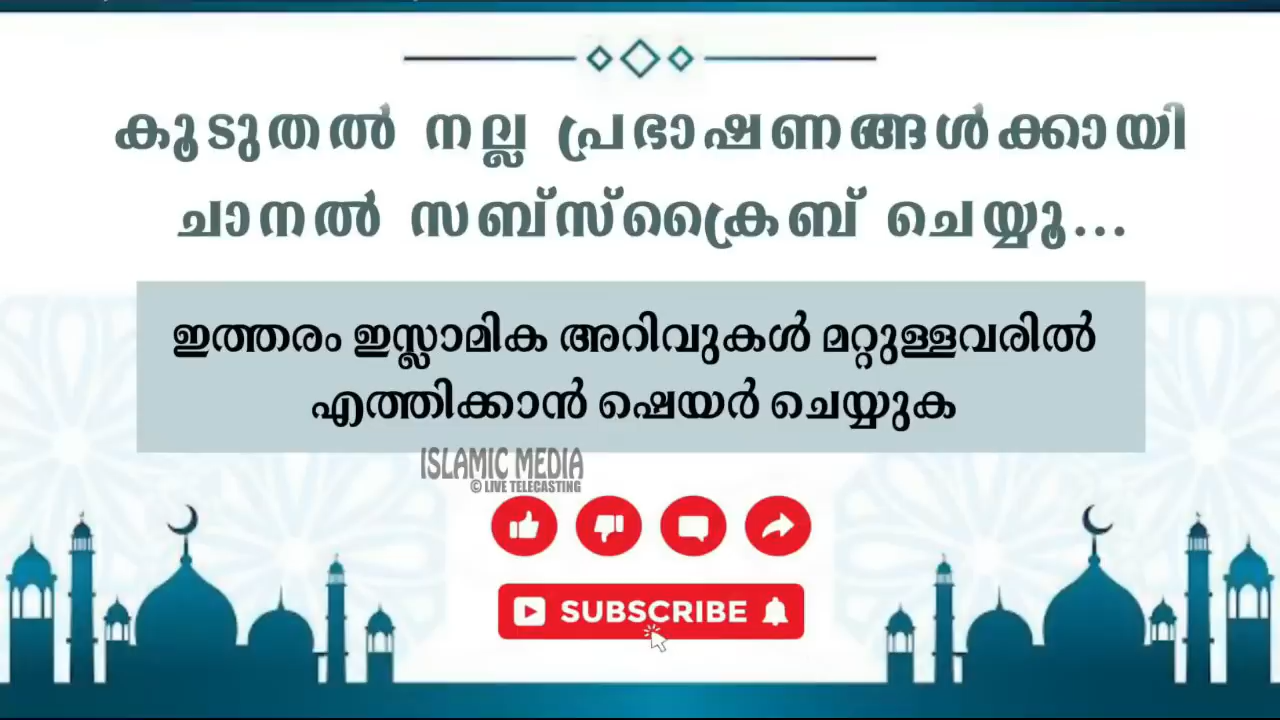 കൂടുതൽ നല്ല പ്രഭാഷണങ്ങൾക്കായി
ചാനൽ സബ്സ്ക്രൈബ് ചെയ്യൂ...
ഇത്തരം ഇസ്ലാമിക അറിവുകൾ മറ്റുള്ളവരിൽ
എത്തിക്കാൻ ഷെയർ ചെയ്യുക
ISLAMIC MEDIA
© LIVE TELECASTING
SUBSCRIBE